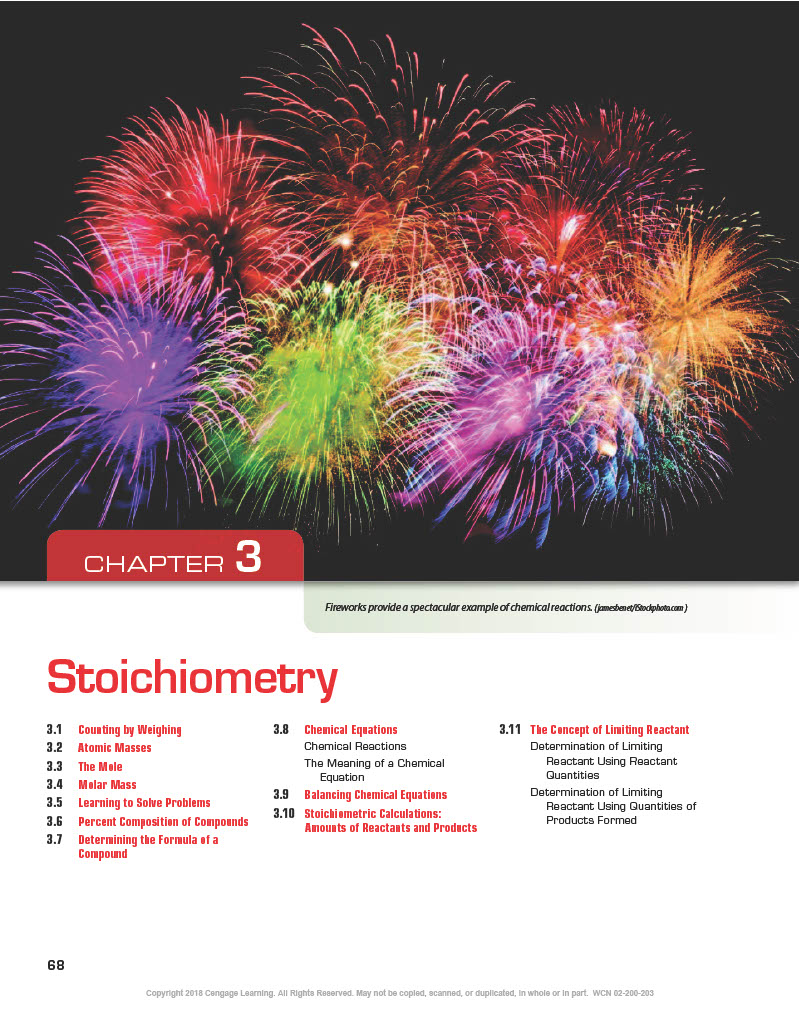 CHAPTER 3
Fireworks provide a spectacular example of chemical reactions. (jamesbenet/iStockphoto.com)
Stoichiometry
3.1 Counting by Weighing
3.2 Atomic Masses
3.3 The Mole
3.4 Molar Mass
3.5 Learning to Solve Problems
3.6 Percent Composition of Compounds
3.7 Determining the Formula of a
Compound
3.8 Chemical Equations
Chemical Reactions
The Meaning of a Chemical
Equation
3.9 Balancing Chemical Equations
3.10 Stoichiometric Calculations:
Amounts of Reactants and Products
3.11 The Concept of Limiting Reactant
Determination of Limiting
Reactant Using Reactant
Quantities
Determination of Limiting
Reactant Using Quantities of
Products Formed
68
Copyright 2018 Cengage Learning. All Rights Reserved. May not be copied, scanned, or duplicated, in whole or in part. WCN 02-200-203